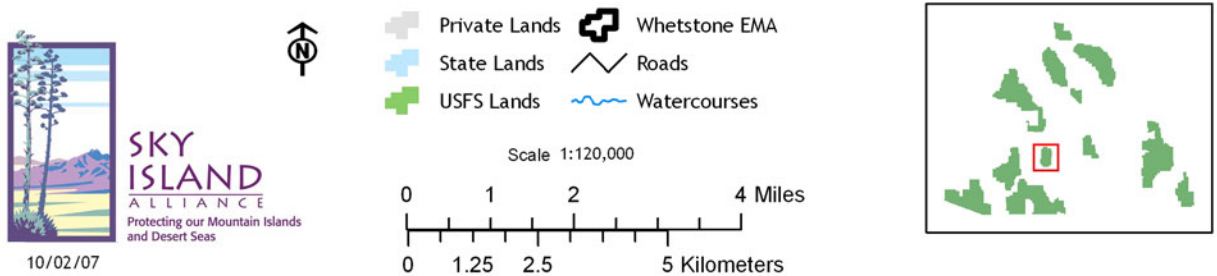 SKY
ISLAND
ALLIANCE
Protecting our Mountain Islands
and Desert Seas
10/02/07
N
Private Lands
State Lands
USFS Lands
Whetstone EMA
Roads
Watercourses
Scale 1:120,000
0 1 2 4 Miles
0 1.25 2.5 5 Kilometers